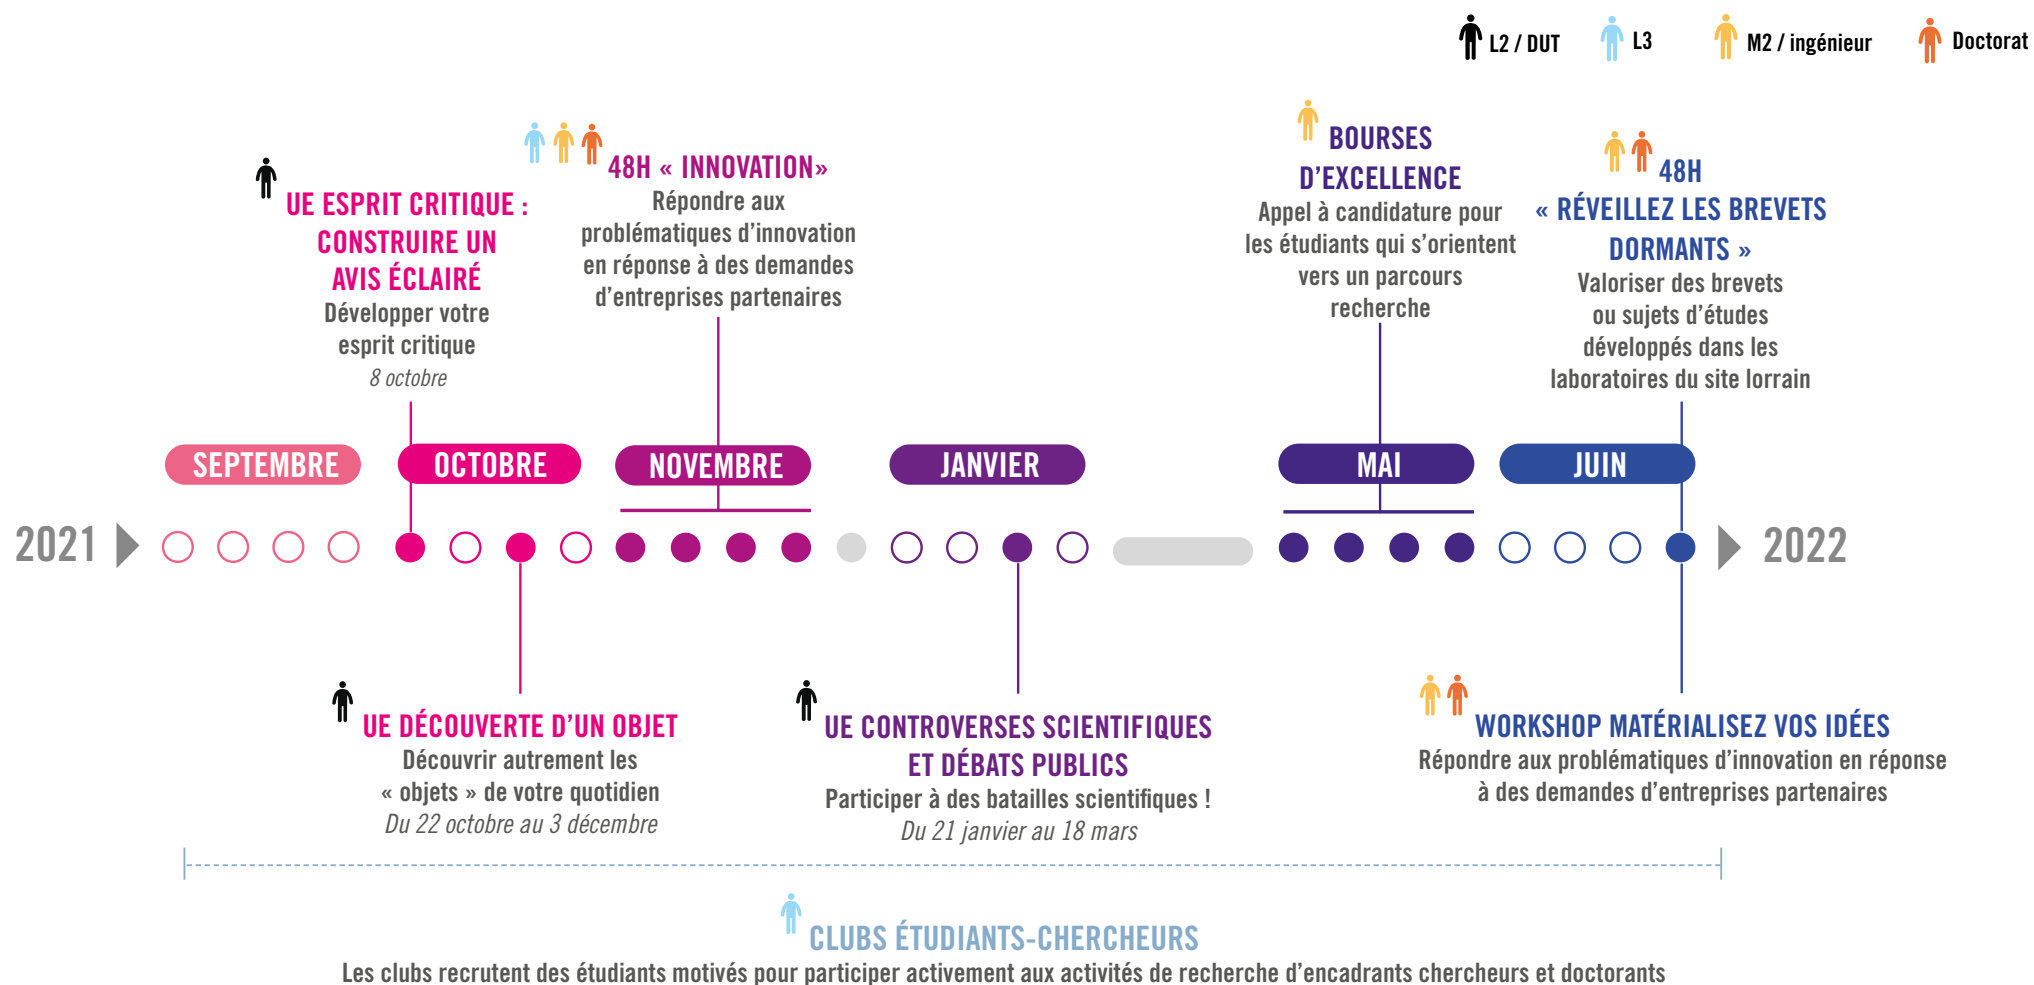 L2 / DUT
L3
M2 / ingénieur
Doctorat
UE ESPRIT CRITIQUE :
CONSTRUIRE UN
AVIS ÉCLAIRÉ
Développer votre
esprit critique
8 octobre
48H « INNOVATION»
Répondre aux
problématiques d’innovation
en réponse à des demandes
d’entreprises partenaires
BOURSES
D’EXCELLENCE
Appel à candidature pour
les étudiants qui s’orientent
vers un parcours
recherche
48H
« RÉVEILLEZ LES BREVETS
DORMANTS »
Valoriser des brevets
ou sujets d’études
développés dans les
laboratoires du site lorrain
SEPTEMBRE
OCTOBRE
NOVEMBRE
JANVIER
MAI
JUIN
2021
2022
UE DÉCOUVERTE D’UN OBJET
Découvrir autrement les
« objets » de votre quotidien
Du 22 octobre au 3 décembre
UE CONTROVERSES SCIENTIFIQUES
ET DÉBATS PUBLICS
Participer à des batailles scientifiques !
Du 21 janvier au 18 mars
WORKSHOP MATÉRIALISEZ VOS IDÉES
Répondre aux problématiques d’innovation en réponse
à des demandes d’entreprises partenaires
CLUBS ÉTUDIANTS-CHERCHEURS
Les clubs recrutent des étudiants motivés pour participer activement aux activités de recherche d’encadrants chercheurs et doctorants